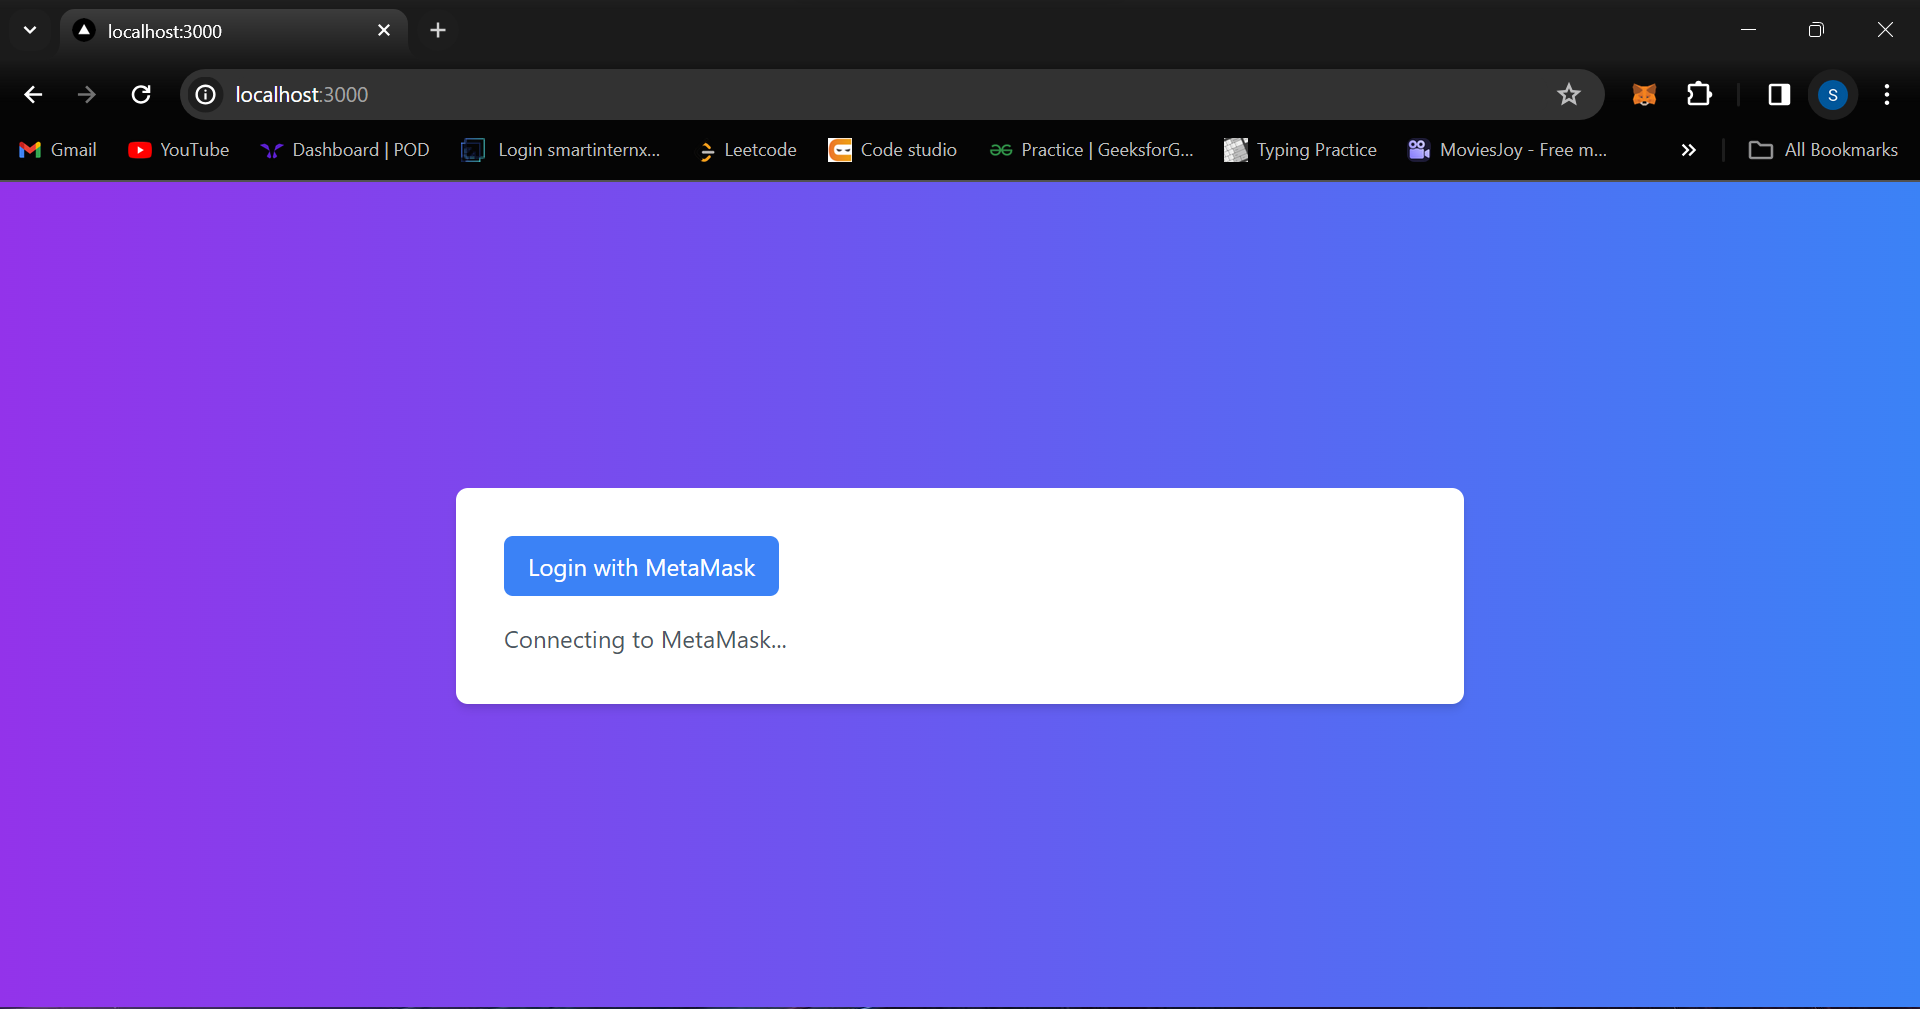 localhost:3000
localhost:3000
S
Gmail YouTube Dashboard | POD Login smartinternx... Leetcode Code studio Practice | GeeksforG... Typing Practice MoviesJoy - Free m... All Bookmarks
Login with MetaMask
Connecting to MetaMask...